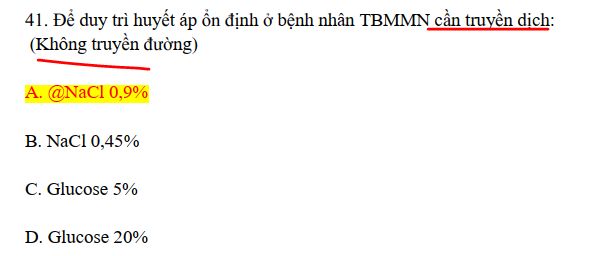 41. Để duy trì huyết áp ổn định ở bệnh nhân TBMMN cần truyền dịch:
(Không truyền đường)
A. @NaCl 0,9%
B. NaCl 0,45%
C. Glucose 5%
D. Glucose 20%